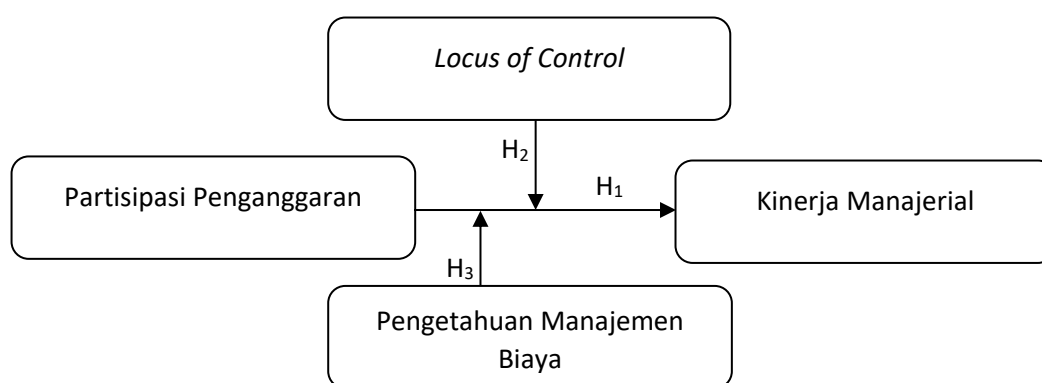 Locus of Control
H₂
Partisipasi Penganggaran
H₁
Kinerja Manajerial
H₃
Pengetahuan Manajemen
Biaya